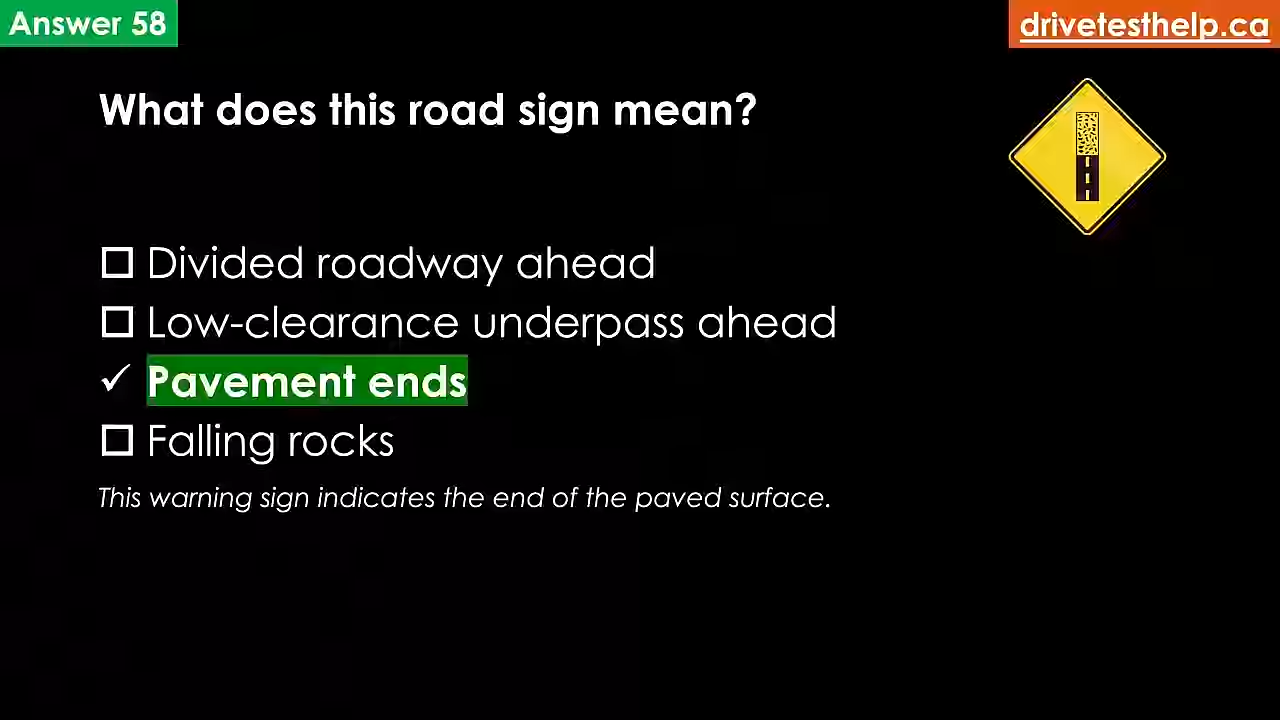 Answer 58
drivetesthelp.ca
What does this road sign mean?
Divided roadway ahead
Low-clearance underpass ahead
Pavement ends
Falling rocks
This warning sign indicates the end of the paved surface.